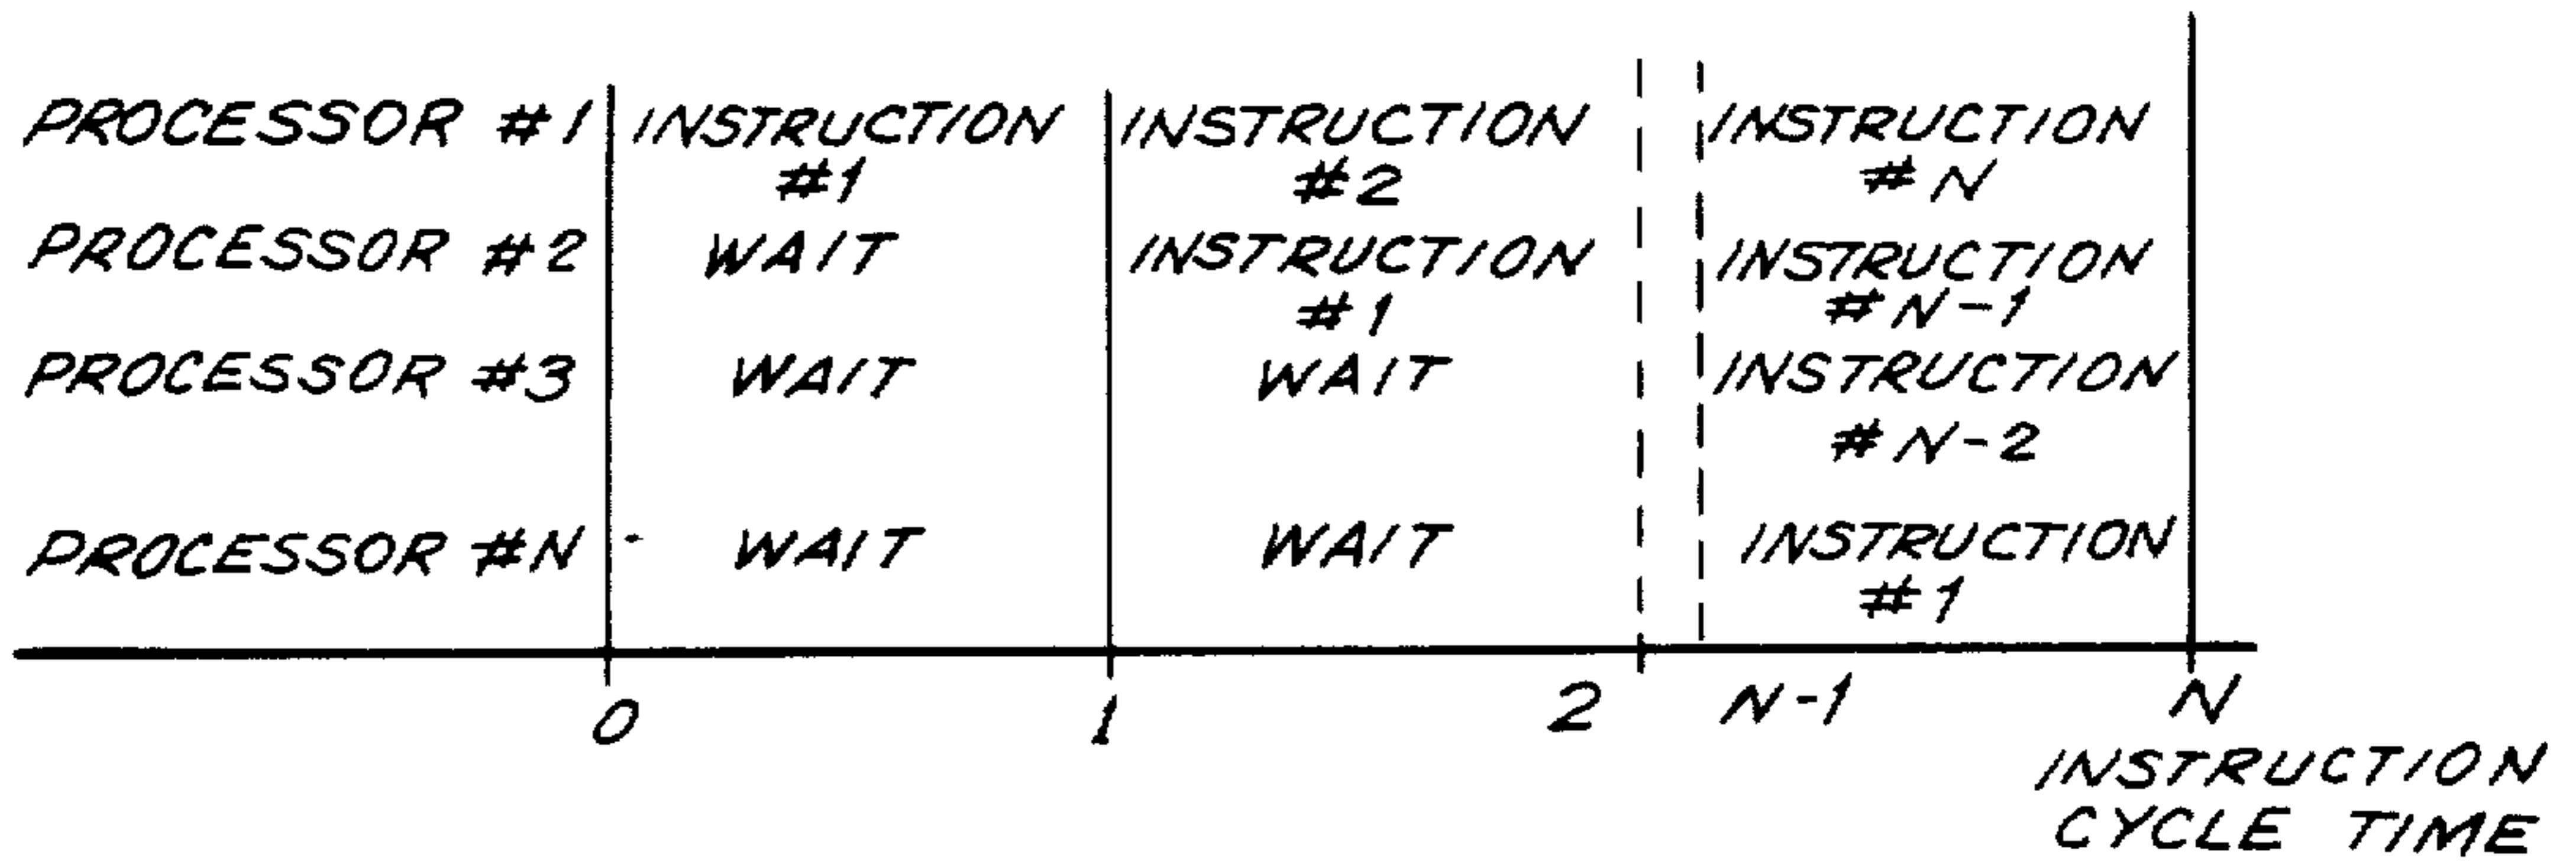 PROCESSOR #1 INSTRUCTION INSTRUCTION INSTRUCTION
#1 #2 #N
PROCESSOR #2 WAIT INSTRUCTION INSTRUCTION
#1 #N-1
PROCESSOR #3 WAIT WAIT INSTRUCTION
#N-2
PROCESSOR #N WAIT WAIT INSTRUCTION
#1
0 1 2 N-1 N
INSTRUCTION
CYCLE TIME